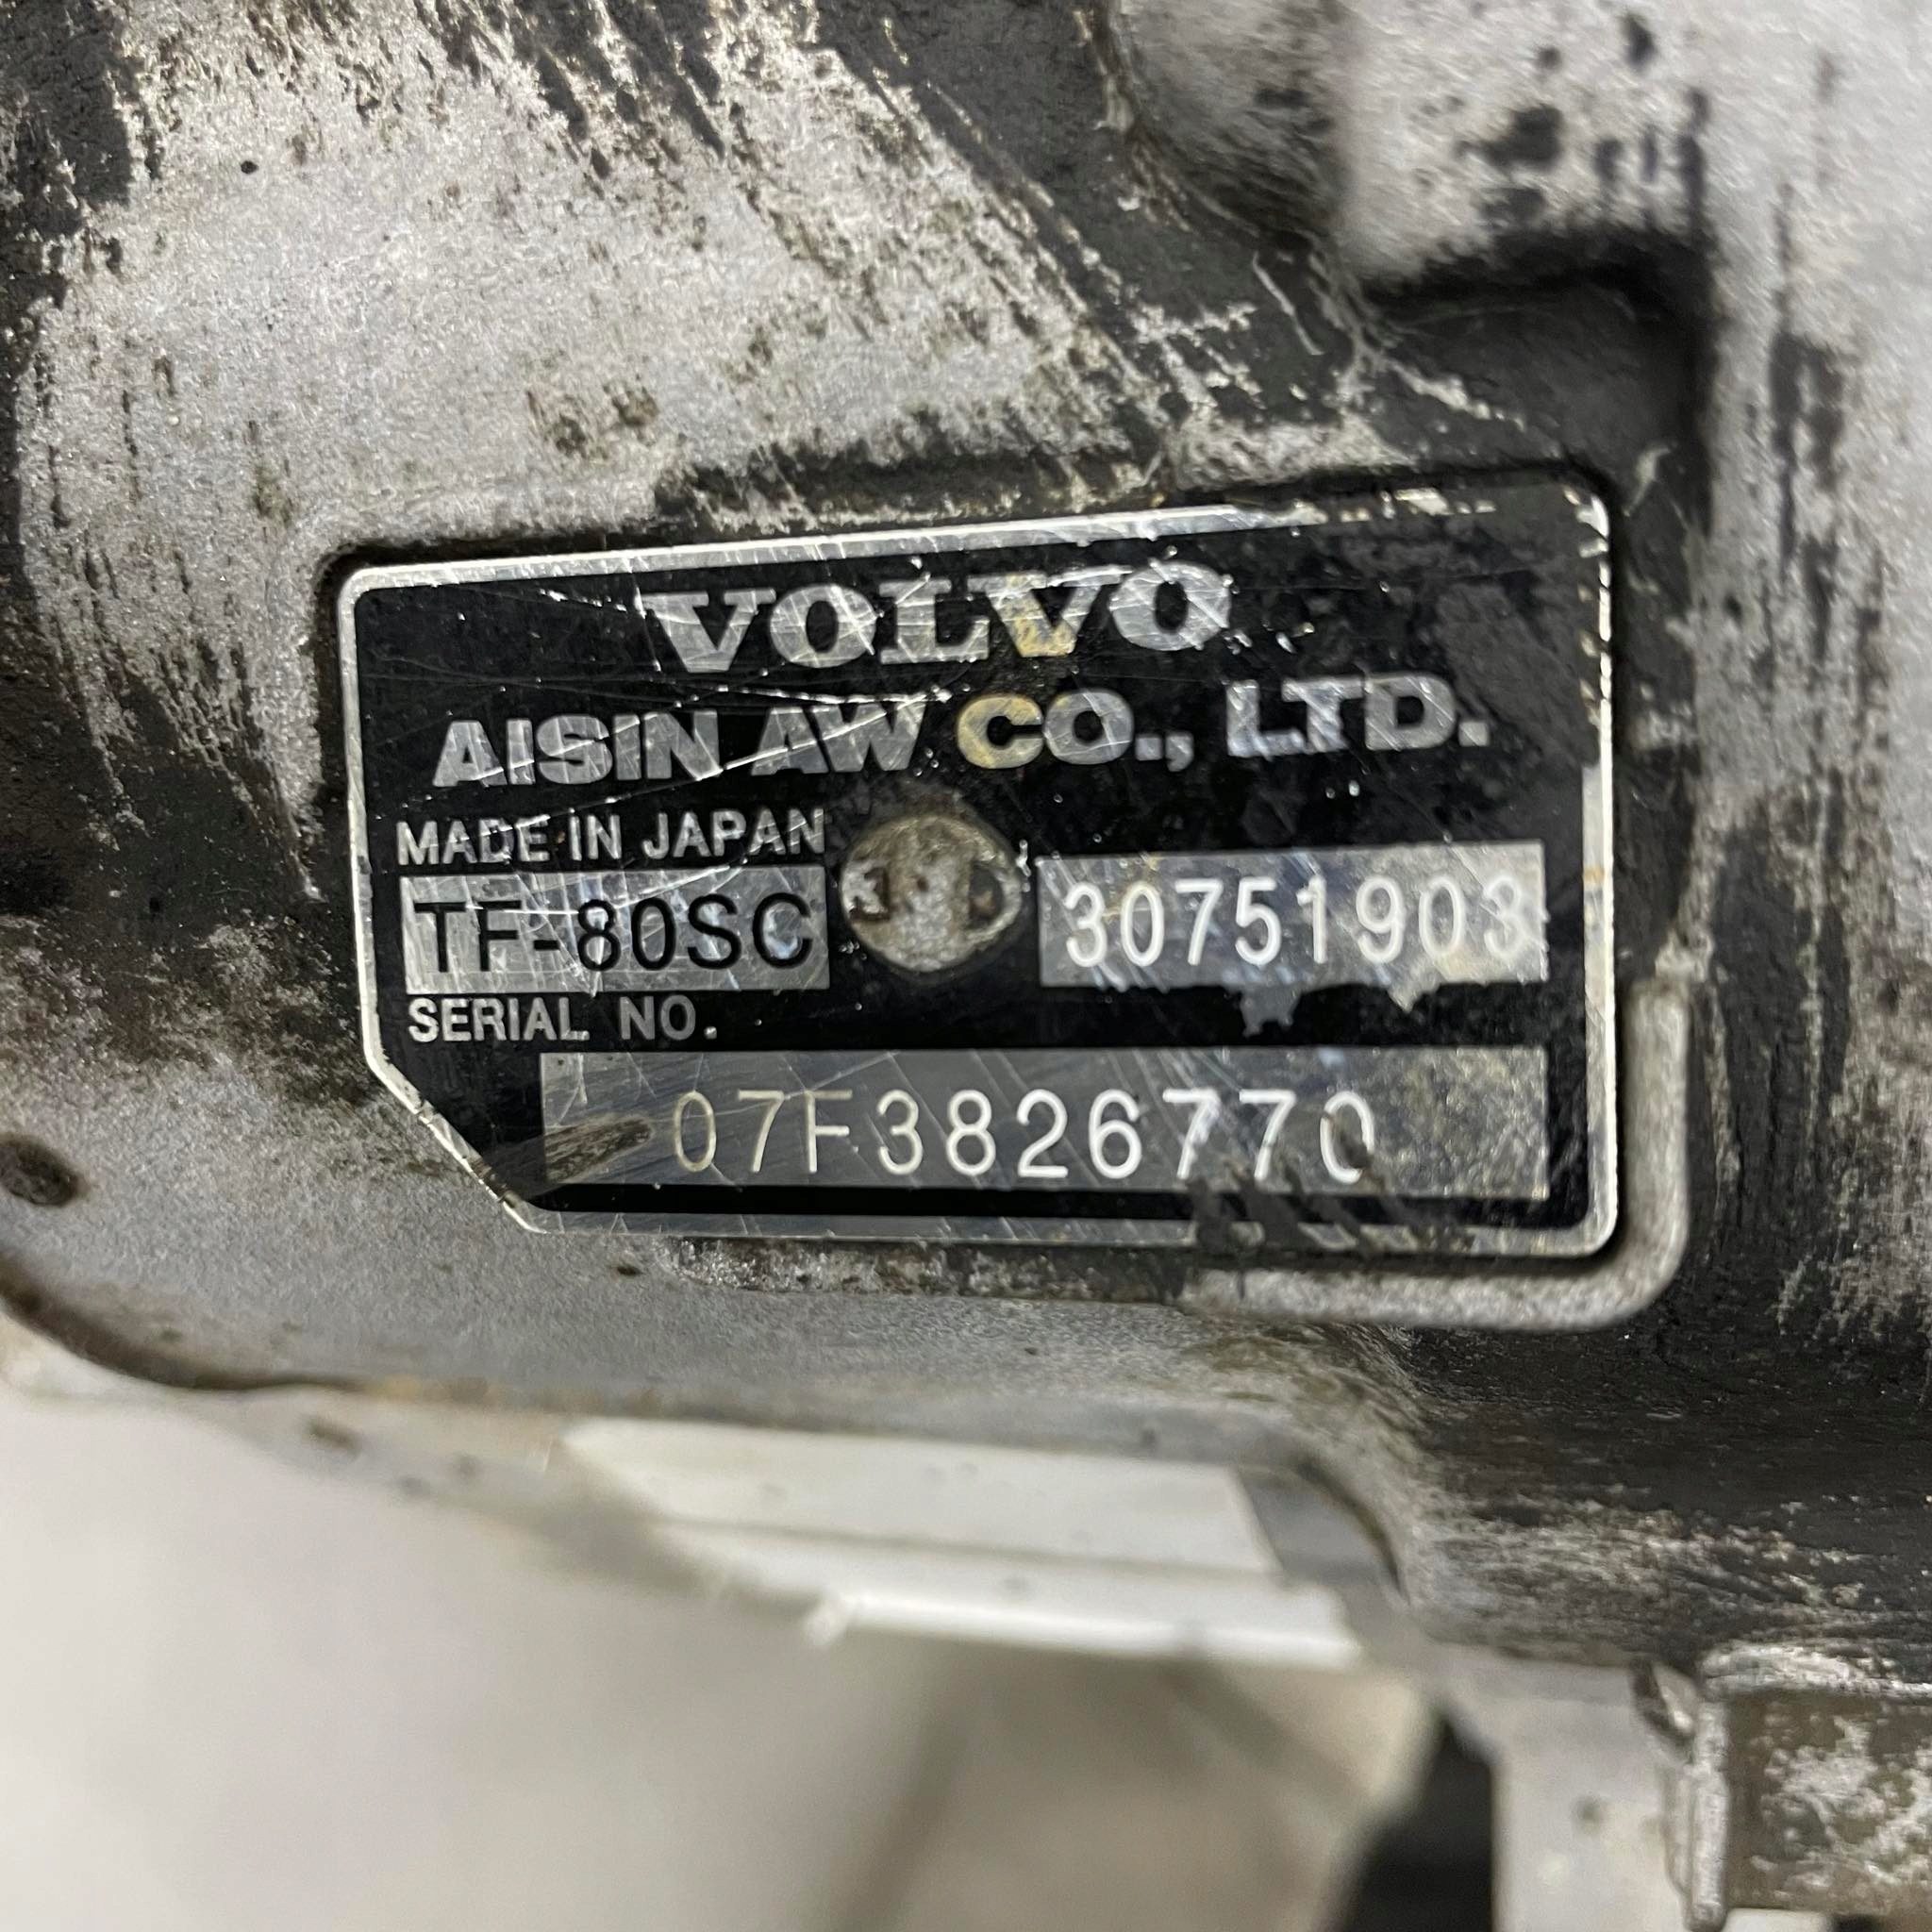 VOLVO
AISIN AW CO., LTD.
MADE IN JAPAN
TF-80SC 30751903
SERIAL NO.
07F3826770